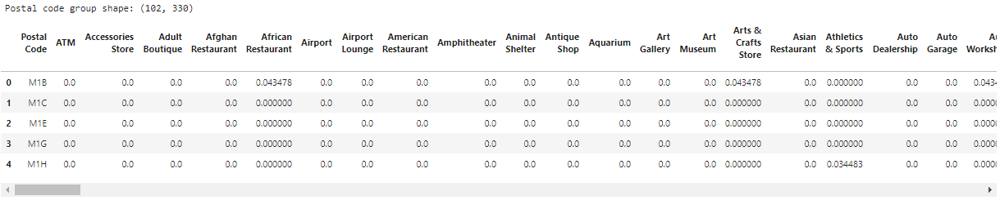 Postal code group shape: (102, 330)
Postal Code ATM Accessories Store Adult Boutique Afghan Restaurant African Restaurant Airport Airport Lounge American Restaurant Amphitheater Animal Shelter Antique Shop Aquarium Art Gallery Art Museum Arts & Crafts Store Asian Restaurant Athletics & Sports Auto Dealership Auto Garage
0 M1B 0.0 0.0 0.0 0.0 0.043478 0.0 0.0 0.0 0.0 0.0 0.0 0.0 0.0 0.0 0.043478 0.0 0.000000 0.0 0.0 0.043
1 M1C 0.0 0.0 0.0 0.0 0.000000 0.0 0.0 0.0 0.0 0.0 0.0 0.0 0.0 0.0 0.000000 0.0 0.000000 0.0 0.0 0.000
2 M1E 0.0 0.0 0.0 0.0 0.000000 0.0 0.0 0.0 0.0 0.0 0.0 0.0 0.0 0.0 0.000000 0.0 0.000000 0.0 0.0 0.000
3 M1G 0.0 0.0 0.0 0.0 0.000000 0.0 0.0 0.0 0.0 0.0 0.0 0.0 0.0 0.0 0.000000 0.0 0.000000 0.0 0.0 0.000
4 M1H 0.0 0.0 0.0 0.0 0.000000 0.0 0.0 0.0 0.0 0.0 0.0 0.0 0.0 0.0 0.000000 0.0 0.034483 0.0 0.0 0.000